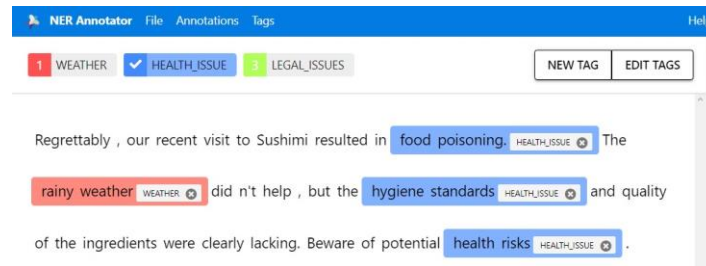 NER Annotator File Annotations Tags Hel
1 WEATHER HEALTH_ISSUE 3 LEGAL_ISSUES NEW TAG EDIT TAGS
Regrettably , our recent visit to Sushimi resulted in food poisoning. HEALTH_ISSUE The
rainy weather WEATHER did n't help , but the hygiene standards HEALTH_ISSUE and quality
of the ingredients were clearly lacking. Beware of potential health risks HEALTH_ISSUE .